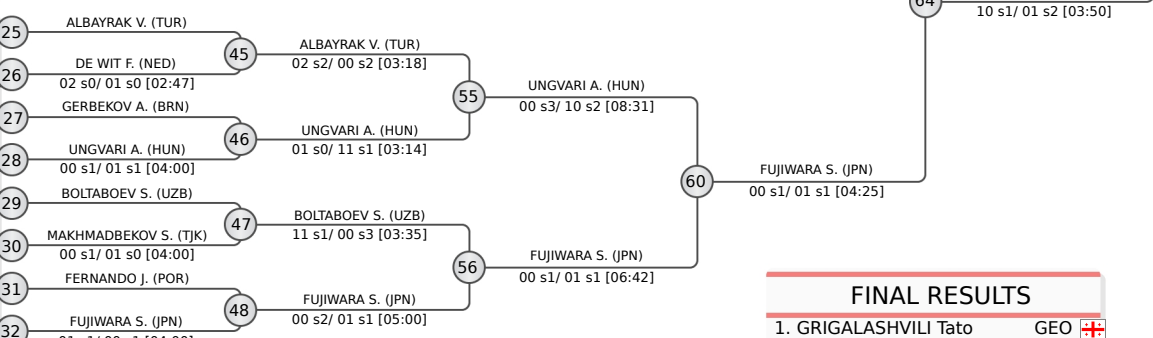 64
10 s1/ 01 s2 [03:50]
25
ALBAYRAK V. (TUR)
45
ALBAYRAK V. (TUR)
02 s2/ 00 s2 [03:18]
26
DE WIT F. (NED)
02 s0/ 01 s0 [02:47]
55
UNGVARI A. (HUN)
00 s3/ 10 s2 [08:31]
27
GERBEKOV A. (BRN)
46
UNGVARI A. (HUN)
01 s0/ 11 s1 [03:14]
28
UNGVARI A. (HUN)
00 s1/ 01 s1 [04:00]
60
FUJIWARA S. (JPN)
00 s1/ 01 s1 [04:25]
29
BOLTABOEV S. (UZB)
47
BOLTABOEV S. (UZB)
11 s1/ 00 s3 [03:35]
30
MAKHMADBEKOV S. (TJK)
00 s1/ 01 s0 [04:00]
56
FUJIWARA S. (JPN)
00 s1/ 01 s1 [06:42]
31
FERNANDO J. (POR)
48
FUJIWARA S. (JPN)
00 s2/ 01 s1 [05:00]
32
FUJIWARA S. (JPN)
FINAL RESULTS
1. GRIGALASHVILI Tato GEO